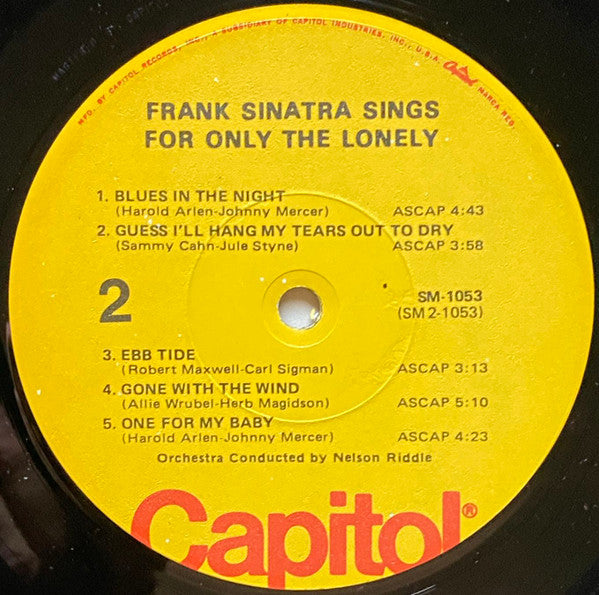 MFD. BY CAPITOL RECORDS, INC., A SUBSIDIARY OF CAPITOL INDUSTRIES, INC., U.S.A. Capitol MARCA REG.
FRANK SINATRA SINGS
FOR ONLY THE LONELY
1. BLUES IN THE NIGHT
(Harold Arlen-Johnny Mercer) ASCAP 4:43
2. GUESS I'LL HANG MY TEARS OUT TO DRY
(Sammy Cahn-Jule Styne) ASCAP 3:58
2
SM-1053
(SM2-1053)
3. EBB TIDE
(Robert Maxwell-Carl Sigman) ASCAP 3:13
4. GONE WITH THE WIND
(Allie Wrubel-Herb Magidson) ASCAP 5:10
5. ONE FOR MY BABY
(Harold Arlen-Johnny Mercer) ASCAP 4:23
Orchestra Conducted by Nelson Riddle
Capitol®